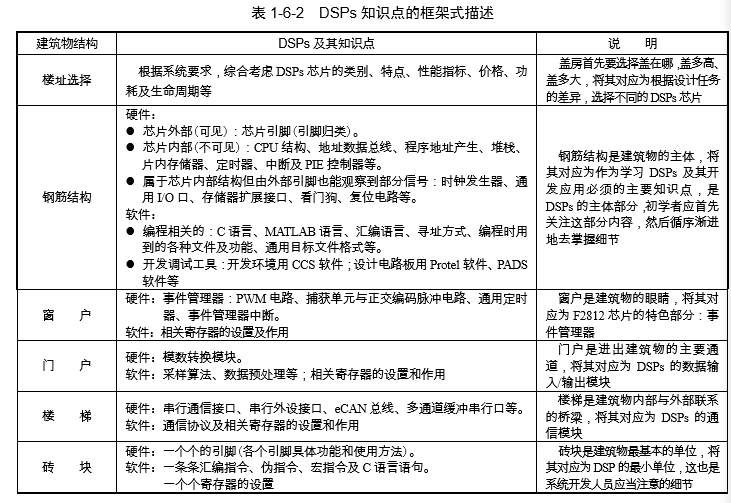 表 1-6-2 DSPs 知识点的框架式描述
建筑物结构
DSPs 及其知识点
说 明
楼址选择
根据系统要求，综合考虑 DSPs 芯片的类别、特点、性能指标、价格、功
耗及生命周期等
盖房首先要选择盖在哪，盖多高、
盖多大，将其对应为根据设计任务
的差异，选择不同的 DSPs 芯片
钢筋结构
硬件：
● 芯片外部(可见)：芯片引脚(引脚归类)。
● 芯片内部(不可见)：CPU 结构、地址数据总线、程序地址产生、堆栈、
片内存储器、定时器、中断及 PIE 控制器等。
● 属于芯片内部结构但由外部引脚也能观察到部分信号：时钟发生器、通
用 I/O 口、存储器扩展接口、看门狗、复位电路等。
软件：
● 编程相关的：C 语言、MATLAB 语言、汇编语言、寻址方式、编程时用
到的各种文件及功能、通用目标文件格式等。
● 开发调试工具：开发环境用 CCS 软件；设计电路板用 Protel 软件、PADS
软件等
钢筋结构是建筑物的主体，将
其对应为作为学习 DSPs 及其开
发应用必须的主要知识点，是
DSPs 的主体部分，初学者应首先
关注这部分内容，然后循序渐进
地去掌握细节
窗 户
硬件：事件管理器：PWM 电路、捕获单元与正交编码脉冲电路、通用定时
器、事件管理器中断。
软件：相关寄存器的设置及作用
窗户是建筑物的眼睛，将其对
应为 F2812 芯片的特色部分：事
件管理器
门 户
硬件：模数转换模块。
软件：采样算法、数据预处理等；相关寄存器的设置和作用
门户是进出建筑物的主要通
道，将其对应为 DSPs 的数据输
入/输出模块
楼 梯
硬件：串行通信接口、串行外设接口、eCAN 总线、多通道缓冲串行口等。
软件：通信协议及相关寄存器的设置和作用
楼梯是建筑物内部与外部联系
的桥梁，将其对应为 DSPs 的通
信模块
砖 块
硬件：一个个的引脚(各个引脚具体功能和使用方法)。
软件：一条条汇编指令、伪指令、宏指令及 C 语言语句。
一个个寄存器的设置
砖块是建筑物最基本的单位，将
其对应为 DSP 的最小单位，这也是
系统开发人员应当注意的细节